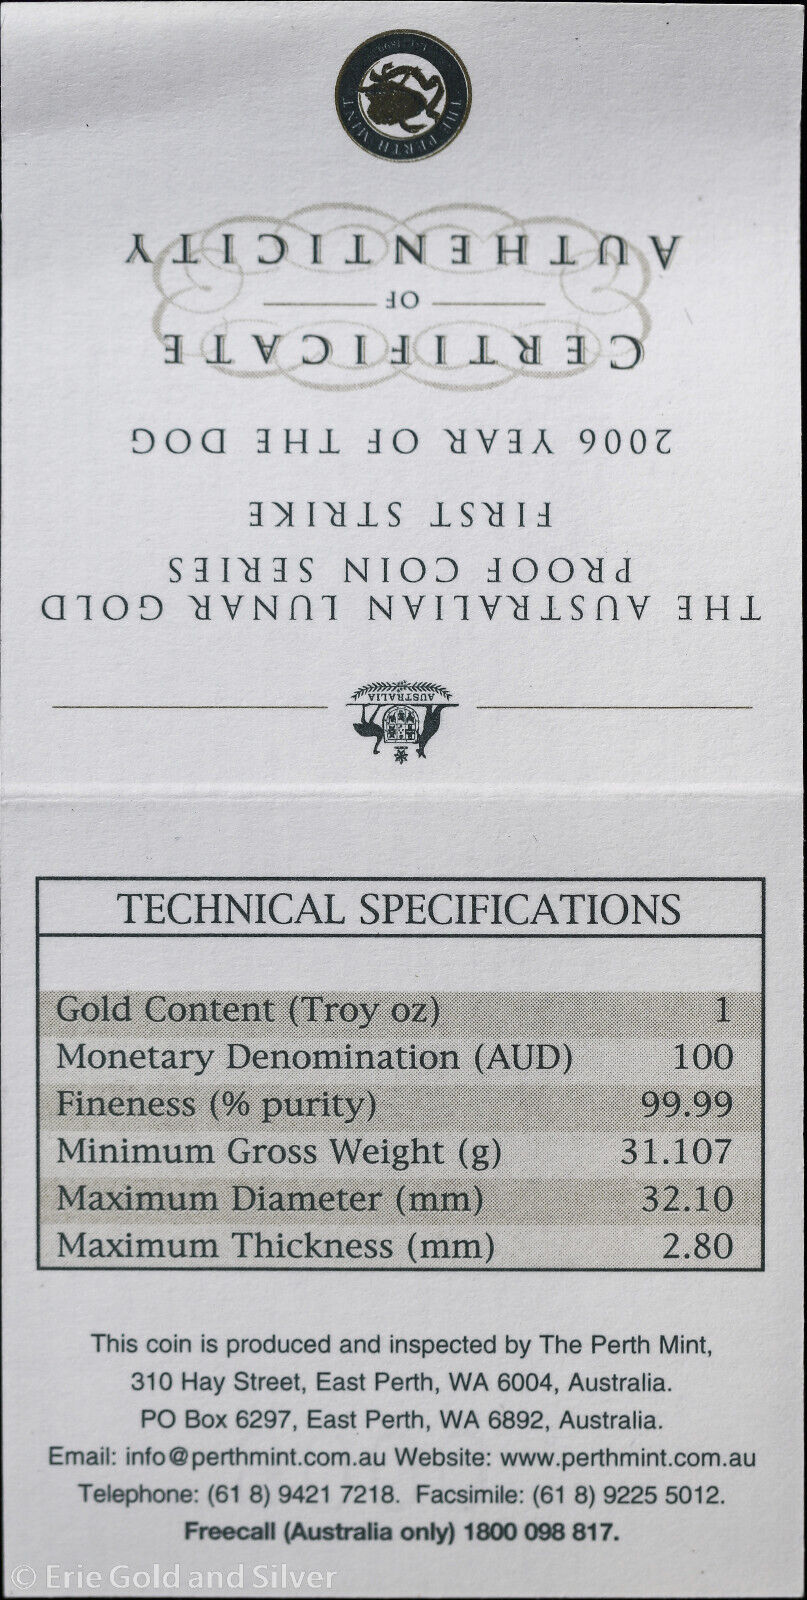 THE PERTH MINT
CERTIFICATE
OF
AUTHENTICITY
2006 YEAR OF THE DOG
FIRST STRIKE
PROOF COIN SERIES
THE AUSTRALIAN LUNAR GOLD
AUSTRALIA
TECHNICAL SPECIFICATIONS
Gold Content (Troy oz) 1
Monetary Denomination (AUD) 100
Fineness (% purity) 99.99
Minimum Gross Weight (g) 31.107
Maximum Diameter (mm) 32.10
Maximum Thickness (mm) 2.80
This coin is produced and inspected by The Perth Mint,
310 Hay Street, East Perth, WA 6004, Australia.
PO Box 6297, East Perth, WA 6892, Australia.
Email: info@perthmint.com.au Website: www.perthmint.com.au
Telephone: (61 8) 9421 7218. Facsimile: (61 8) 9225 5012.
Freecall (Australia only) 1800 098 817.
© Erie Gold and Silver